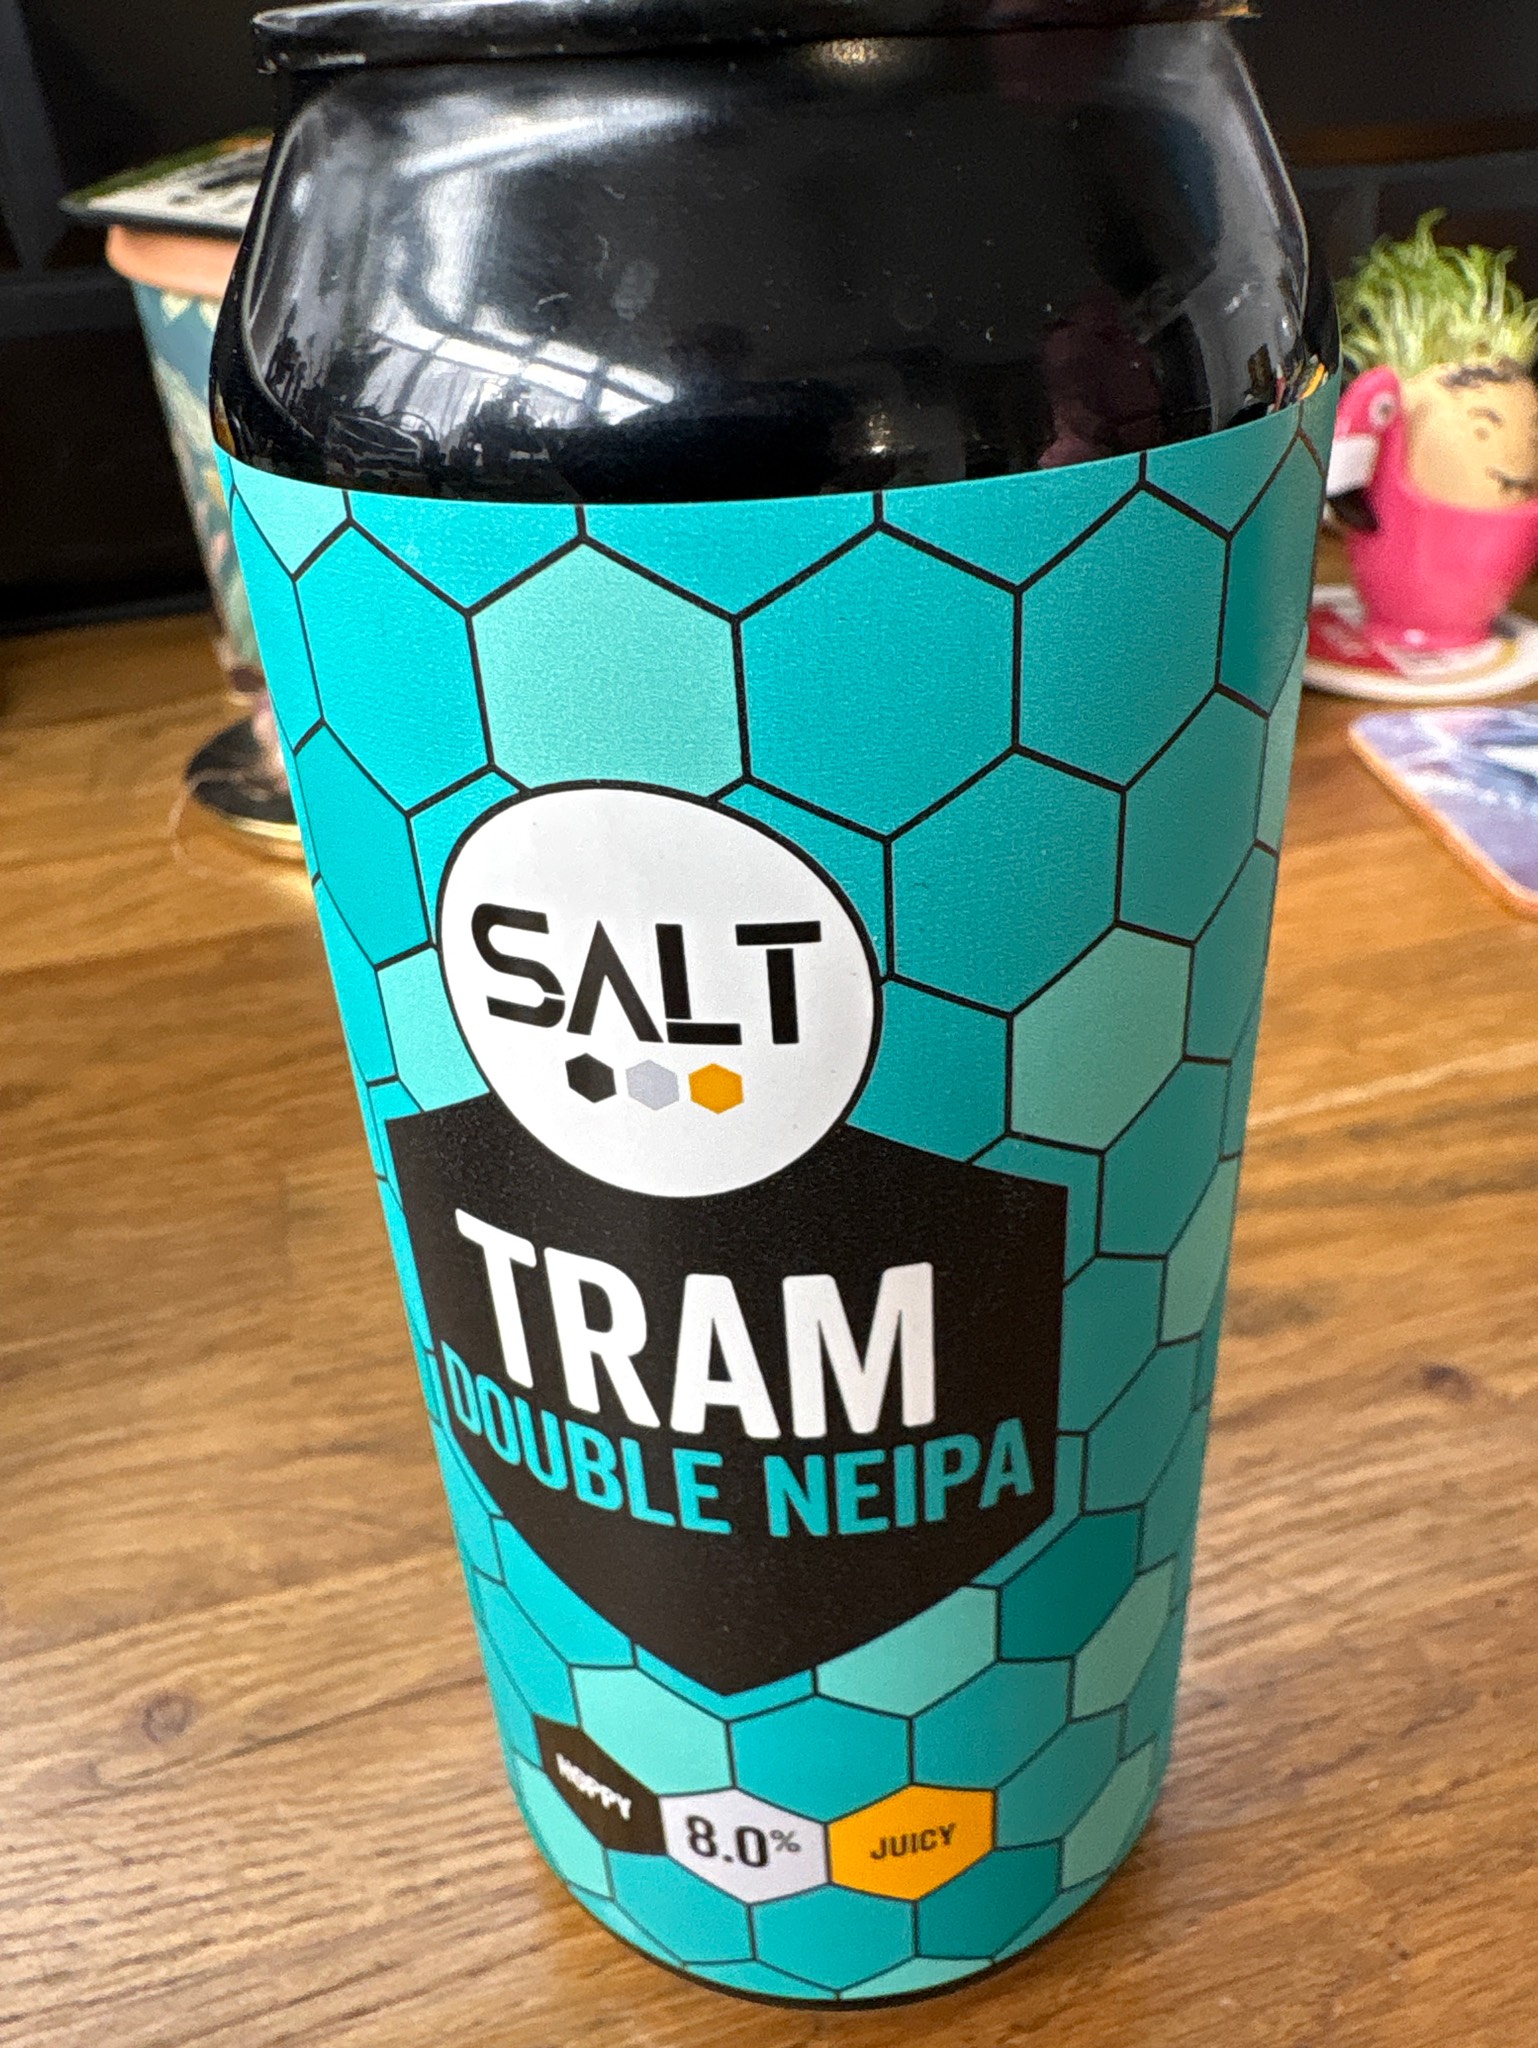 SALT
TRAM
DOUBLE NEIPA
HOPPY
8.0%
JUICY